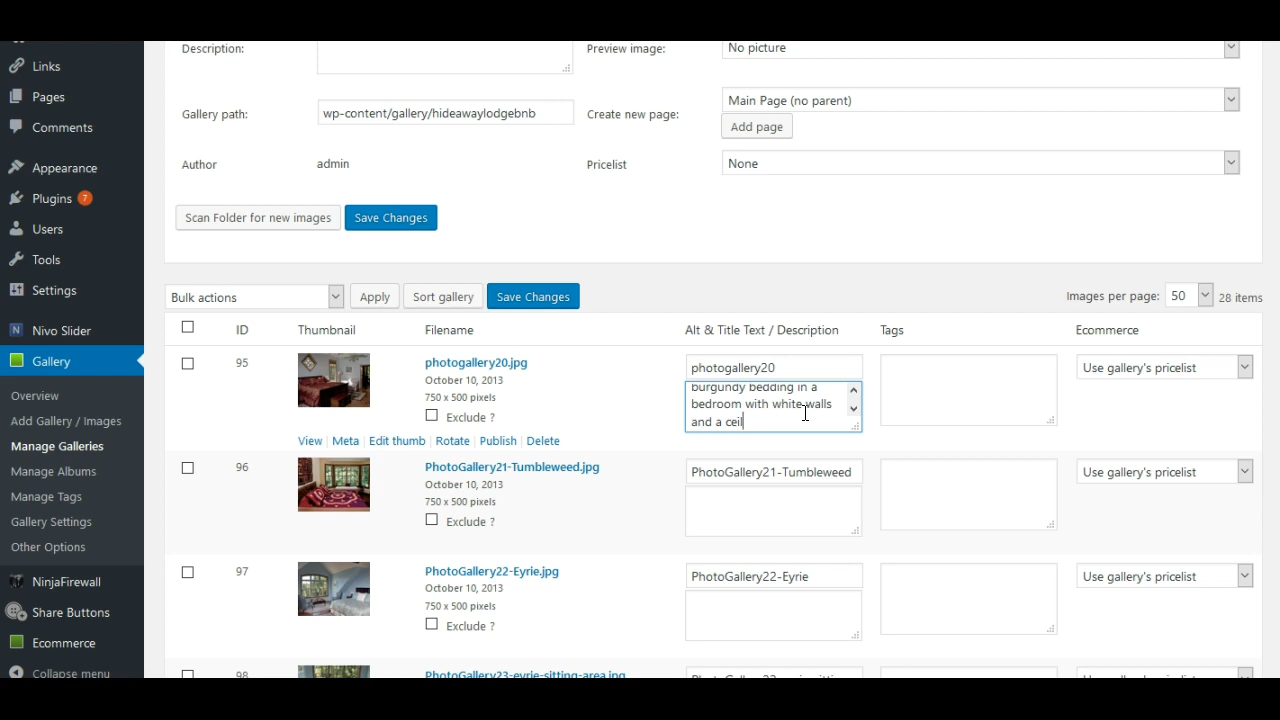 Links
Pages
Comments
Appearance
Plugins 7
Users
Tools
Settings
Nivo Slider
Gallery
Overview
Add Gallery / Images
Manage Galleries
Manage Albums
Manage Tags
Gallery Settings
Other Options
NinjaFirewall
Share Buttons
Ecommerce
Collapse menu
Description: Preview image: No picture
Gallery path: wp-content/gallery/hideawaylodgebnb Create new page: Main Page (no parent)
Add page
Author admin Pricelist None
Scan Folder for new images Save Changes
Bulk actions Apply Sort gallery Save Changes Images per page: 50 28 items
ID Thumbnail Filename Alt & Title Text / Description Tags Ecommerce
95 photogallery20.jpg photogallery20 Use gallery's pricelist
October 10, 2013 burgundy bedding in a
750 x 500 pixels bedroom with white walls
Exclude ? and a ceil
View | Meta | Edit thumb | Rotate | Publish | Delete
96 PhotoGallery21-Tumbleweed.jpg PhotoGallery21-Tumbleweed Use gallery's pricelist
October 10, 2013
750 x 500 pixels
Exclude ?
97 PhotoGallery22-Eyrie.jpg PhotoGallery22-Eyrie Use gallery's pricelist
October 10, 2013
750 x 500 pixels
Exclude ?
98 PhotoGallery23-eyrie-sitting-area.jpg